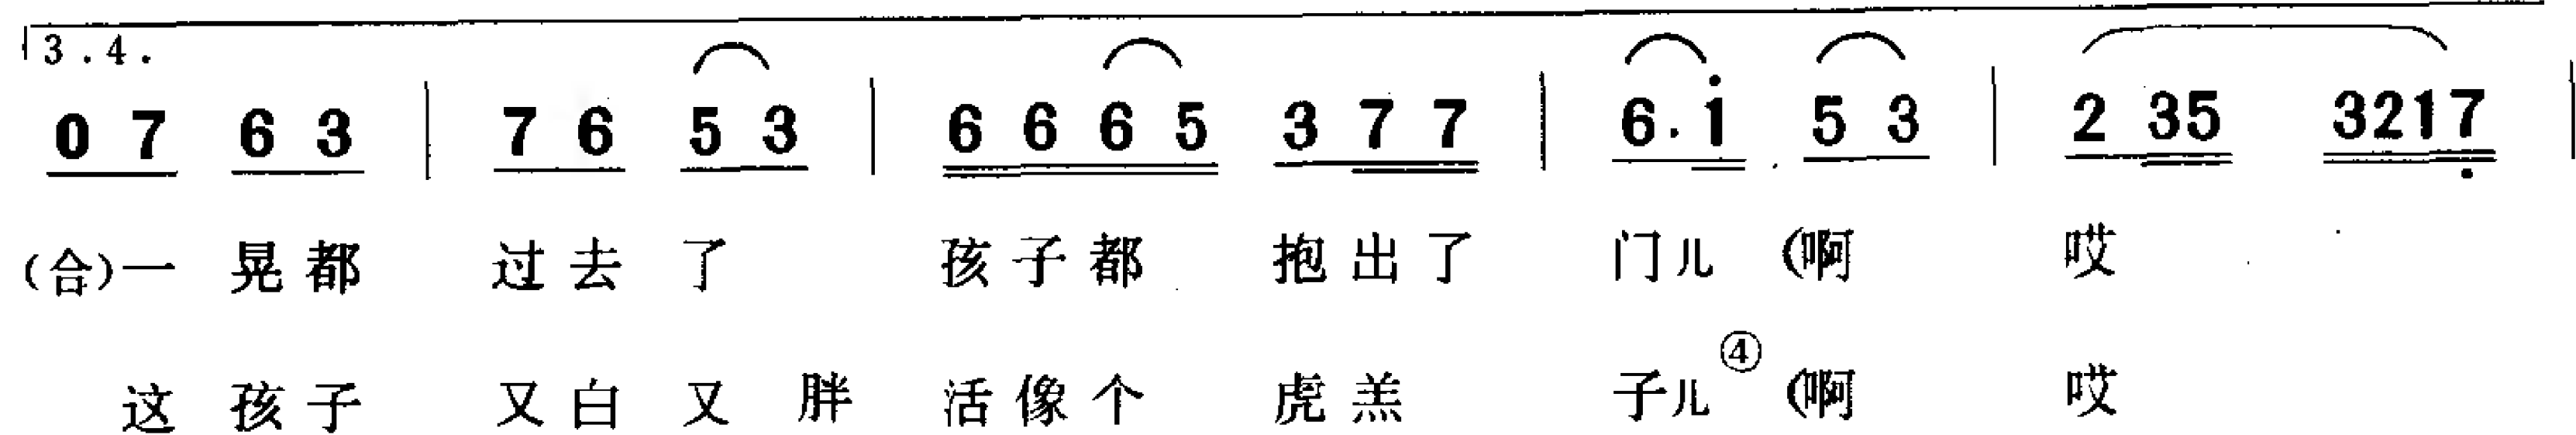 3.4.
0 7 6 3 | 7 6 5 3 | 6 6 6 5 3 7 7 | 6. 1̇ 5 3 | 2 35 3217̣ |
(合)一 晃都 过去 了 孩子都 抱出了 门儿 (啊 哎
这 孩子 又白 又 胖 活像个 虎羔 子儿④ (啊 哎